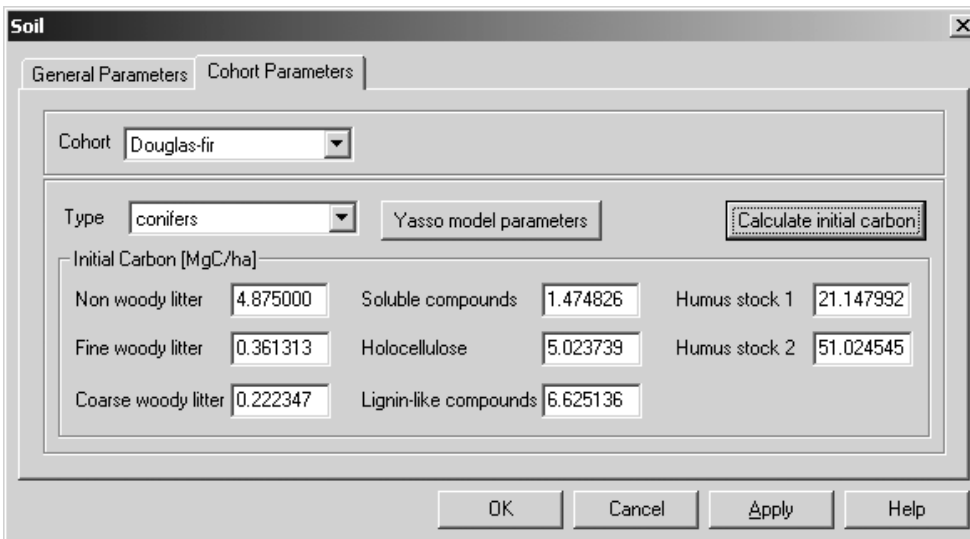 Soil
General Parameters Cohort Parameters
Cohort Douglas-fir
Type conifers Yasso model parameters Calculate initial carbon
Initial Carbon [MgC/ha]
Non woody litter 4.875000 Soluble compounds 1.474826 Humus stock 1 21.147992
Fine woody litter 0.361313 Holocellulose 5.023739 Humus stock 2 51.024545
Coarse woody litter 0.222347 Lignin-like compounds 6.625136
OK Cancel Apply Help